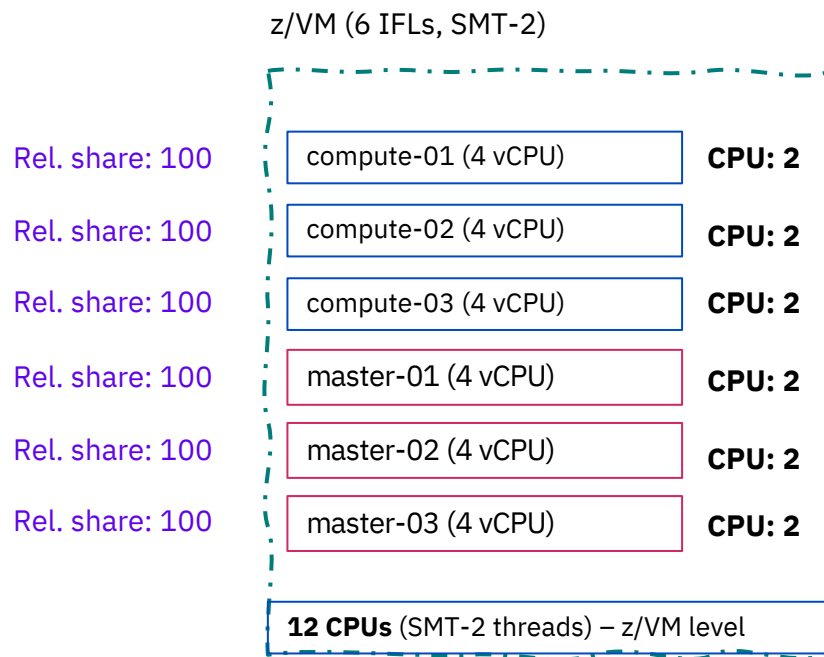 z/VM (6 IFLs, SMT-2)
Rel. share: 100 compute-01 (4 vCPU) CPU: 2
Rel. share: 100 compute-02 (4 vCPU) CPU: 2
Rel. share: 100 compute-03 (4 vCPU) CPU: 2
Rel. share: 100 master-01 (4 vCPU) CPU: 2
Rel. share: 100 master-02 (4 vCPU) CPU: 2
Rel. share: 100 master-03 (4 vCPU) CPU: 2
12 CPUs (SMT-2 threads) – z/VM level